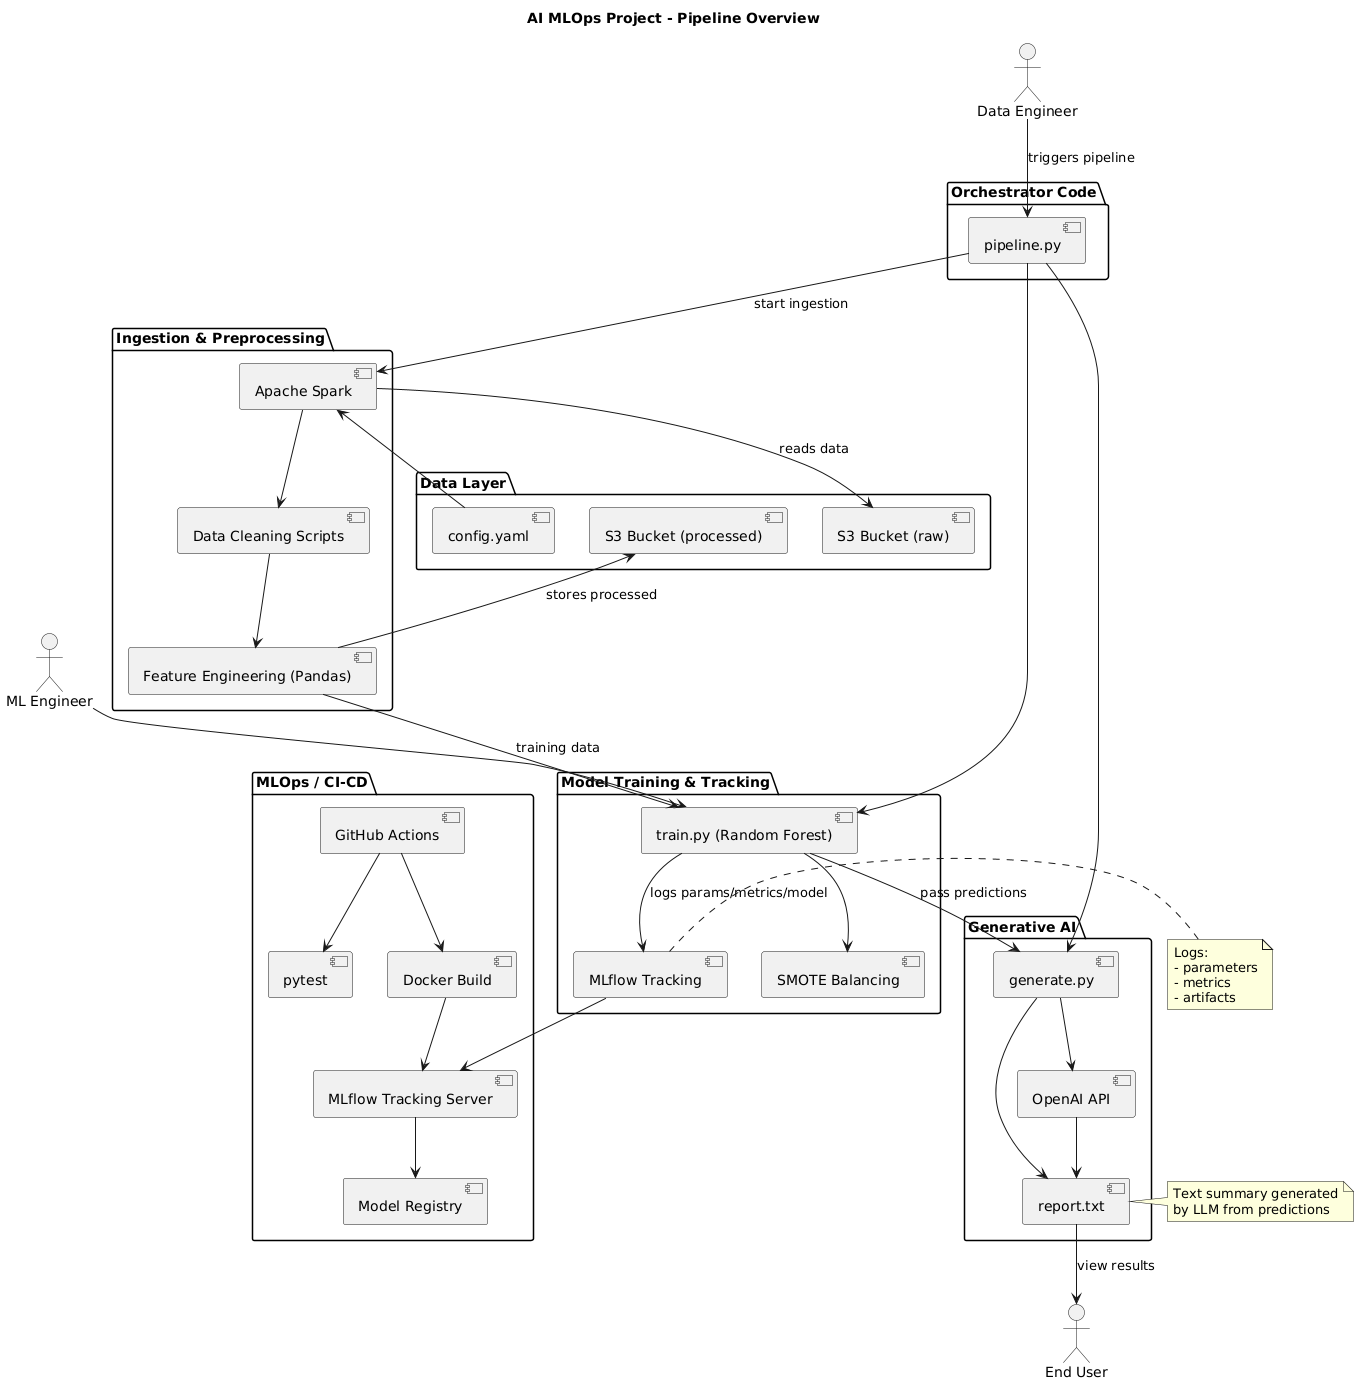 AI MLOps Project - Pipeline Overview
Data Engineer
triggers pipeline
Orchestrator Code
pipeline.py
start ingestion
Ingestion & Preprocessing
Apache Spark
reads data
Data Layer
config.yaml
S3 Bucket (processed)
S3 Bucket (raw)
Data Cleaning Scripts
stores processed
Feature Engineering (Pandas)
ML Engineer
training data
MLOps / CI-CD
Model Training & Tracking
GitHub Actions
train.py (Random Forest)
logs params/metrics/model
pass predictions
Generative AI
pytest
Docker Build
MLflow Tracking
SMOTE Balancing
generate.py
Logs:
- parameters
- metrics
- artifacts
MLflow Tracking Server
OpenAI API
Model Registry
report.txt
Text summary generated
by LLM from predictions
view results
End User